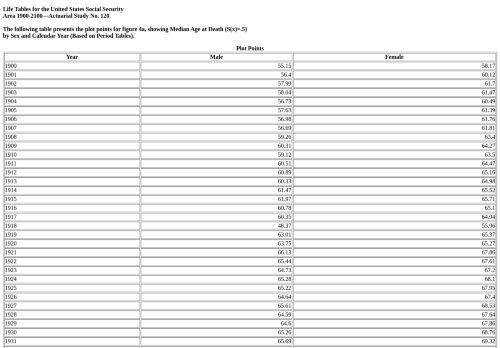 Life Tables for the United States Social Security
Area 1900-2100—Actuarial Study No. 120
The following table presents the plot points for figure 4a, showing Median Age at Death (S(x)=.5)
by Sex and Calendar Year (Based on Period Tables).
Plot Points
Year Male Female
1900 55.15 58.17
1901 56.4 60.12
1902 57.99 61.7
1903 58.04 61.47
1904 56.73 60.49
1905 57.63 61.39
1906 56.98 61.76
1907 56.69 61.81
1908 59.26 63.4
1909 60.31 64.27
1910 59.12 63.5
1911 60.51 64.47
1912 60.89 65.16
1913 60.33 64.98
1914 61.47 65.52
1915 61.97 65.71
1916 60.78 65.1
1917 60.35 64.94
1918 48.37 55.96
1919 63.01 65.37
1920 63.75 65.27
1921 66.13 67.86
1922 65.44 67.61
1923 64.73 67.2
1924 65.28 68.1
1925 65.22 67.95
1926 64.64 67.4
1927 65.61 68.53
1928 64.59 67.64
1929 64.6 67.86
1930 65.26 68.76
1931 65.69 69.32